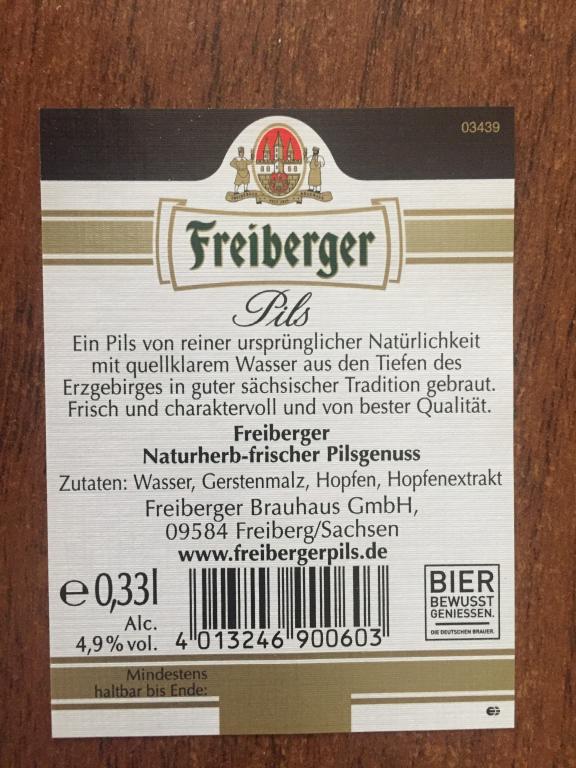 03439
Freiberger
Pils
Ein Pils von reiner ursprünglicher Natürlichkeit
mit quellklarem Wasser aus den Tiefen des
Erzgebirges in guter sächsischer Tradition gebraut.
Frisch und charaktervoll und von bester Qualität.
Freiberger
Naturherb-frischer Pilsgenuss
Zutaten: Wasser, Gerstenmalz, Hopfen, Hopfenextrakt
Freiberger Brauhaus GmbH,
09584 Freiberg/Sachsen
www.freibergerpils.de
e 0,33l
Alc.
4,9% vol.
4 013246 900603
BIER
BEWUSST
GENIESSEN.
DIE DEUTSCHEN BRAUER.
Mindestens
haltbar bis Ende: